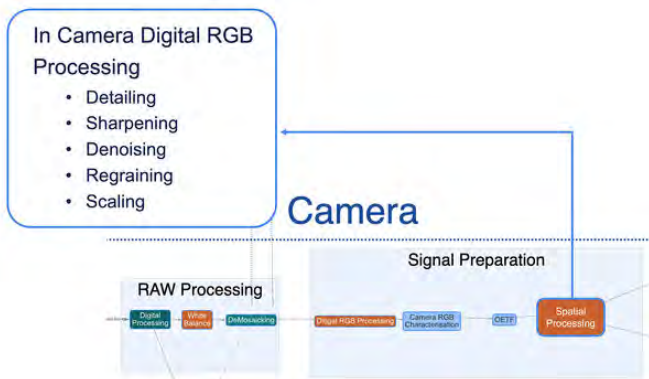 In Camera Digital RGB
Processing
• Detailing
• Sharpening
• Denoising
• Regraining
• Scaling
Camera
Signal Preparation
RAW Processing
Digital
Processing
White
Balance
DeMosaicking
Digital RGB Processing
Camera RGB
Characterisation
OETF
Spatial
Processing